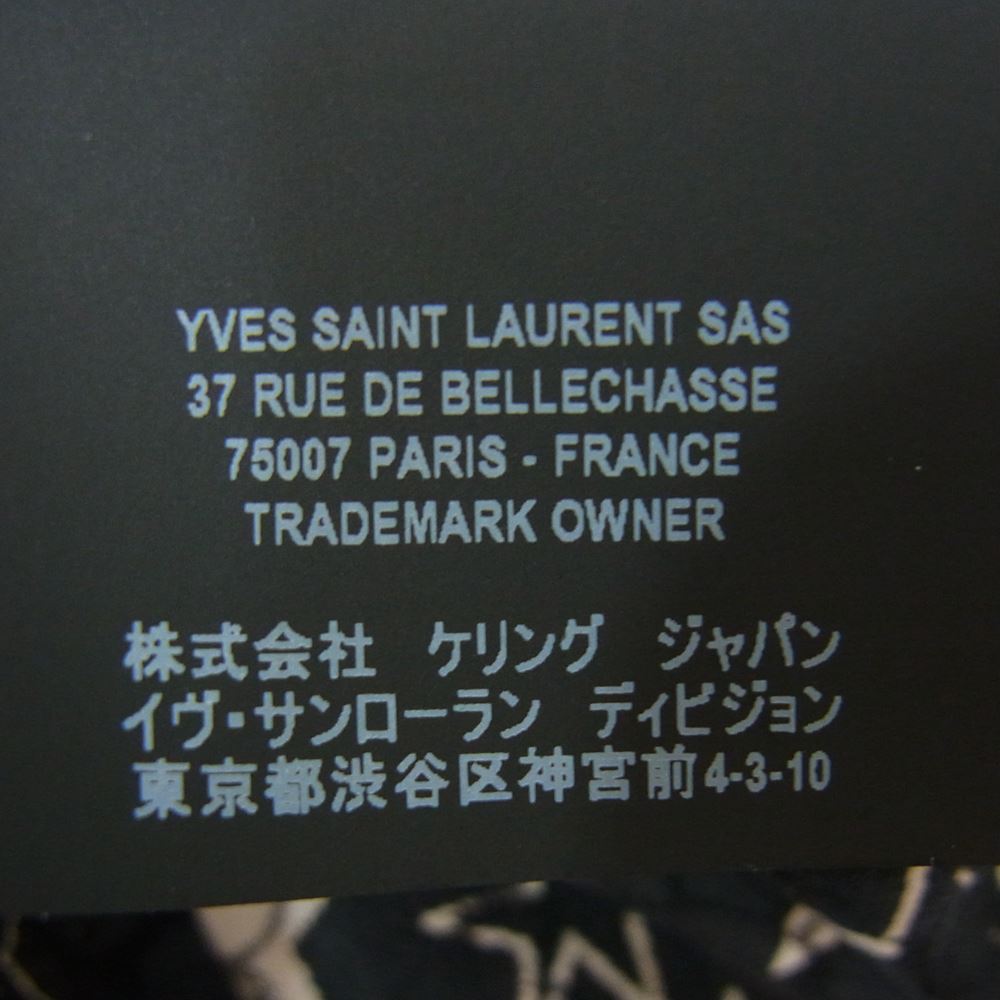 YVES SAINT LAURENT SAS
37 RUE DE BELLECHASSE
75007 PARIS - FRANCE
TRADEMARK OWNER
株式会社 ケリング ジャパン
イヴ・サンローラン ディビジョン
東京都渋谷区神宮前4-3-10